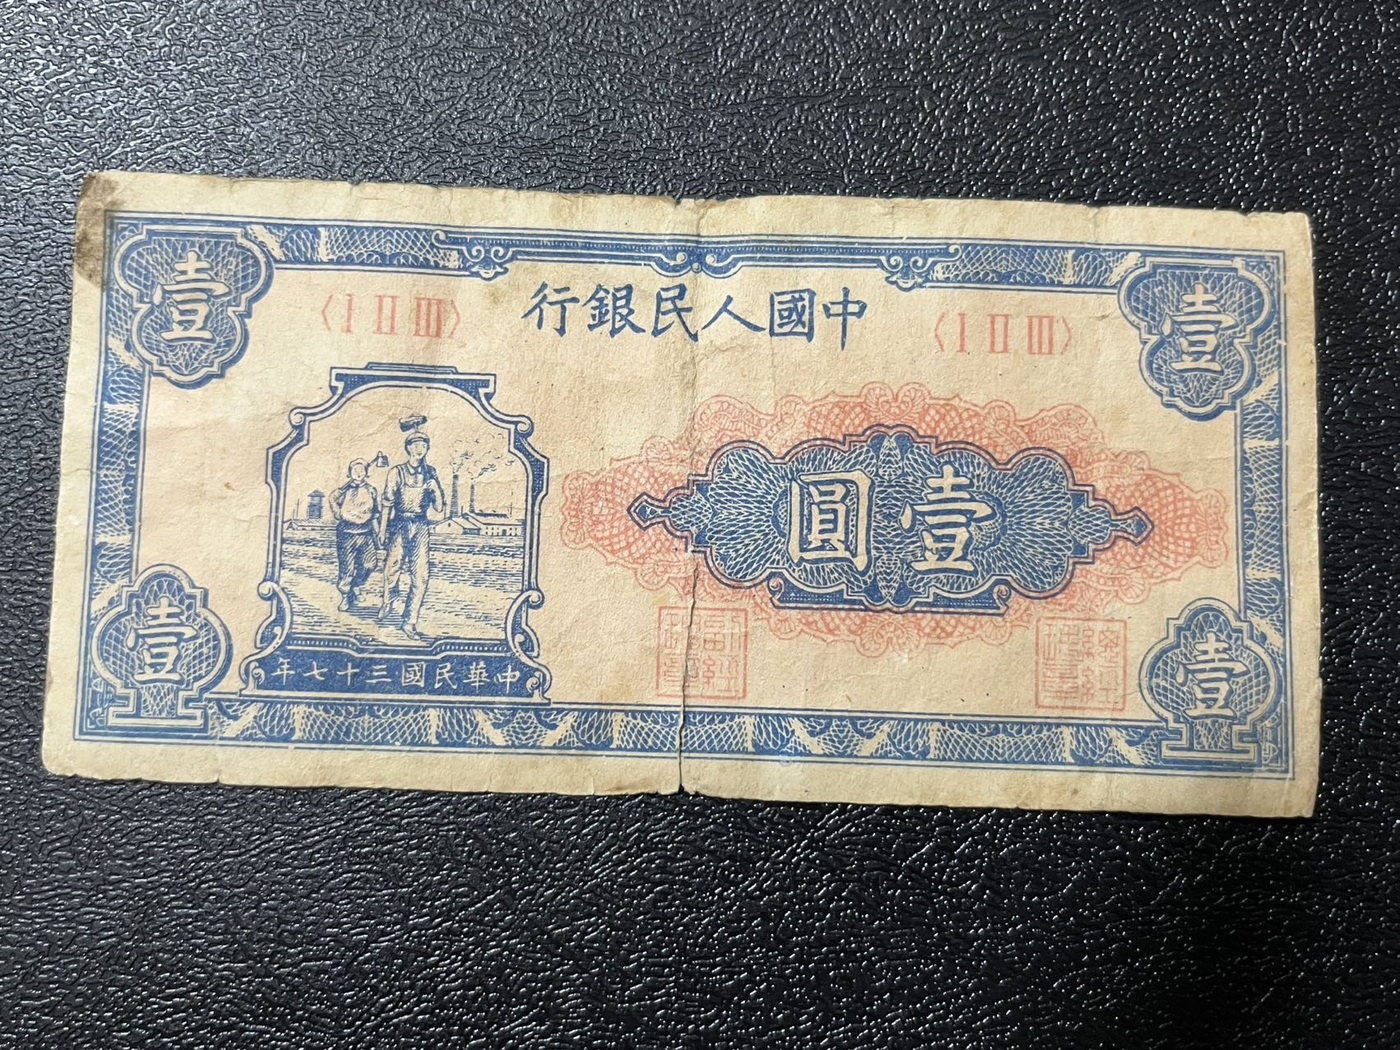 中國人民銀行
〈I II III〉 〈I II III〉
壹 壹
壹圓
中華民國三十七年
壹 壹